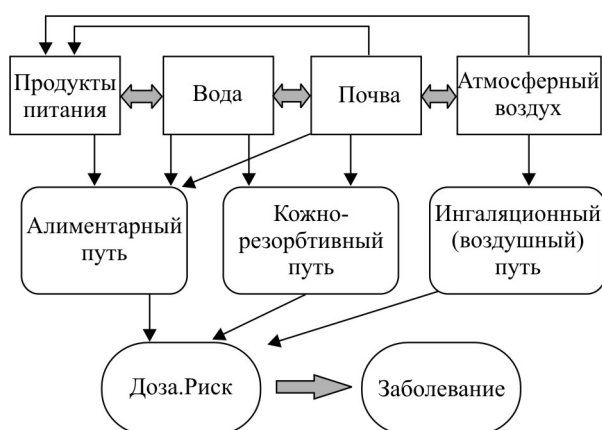 Продукты
питания
Вода
Почва
Атмосферный
воздух
Алиментарный
путь
Кожно-
резорбтивный
путь
Ингаляционный
(воздушный)
путь
Доза.Риск
Заболевание